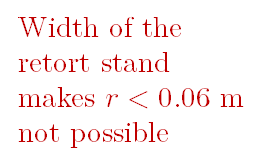 Width of the
retort stand
makes r < 0.06 m
not possible